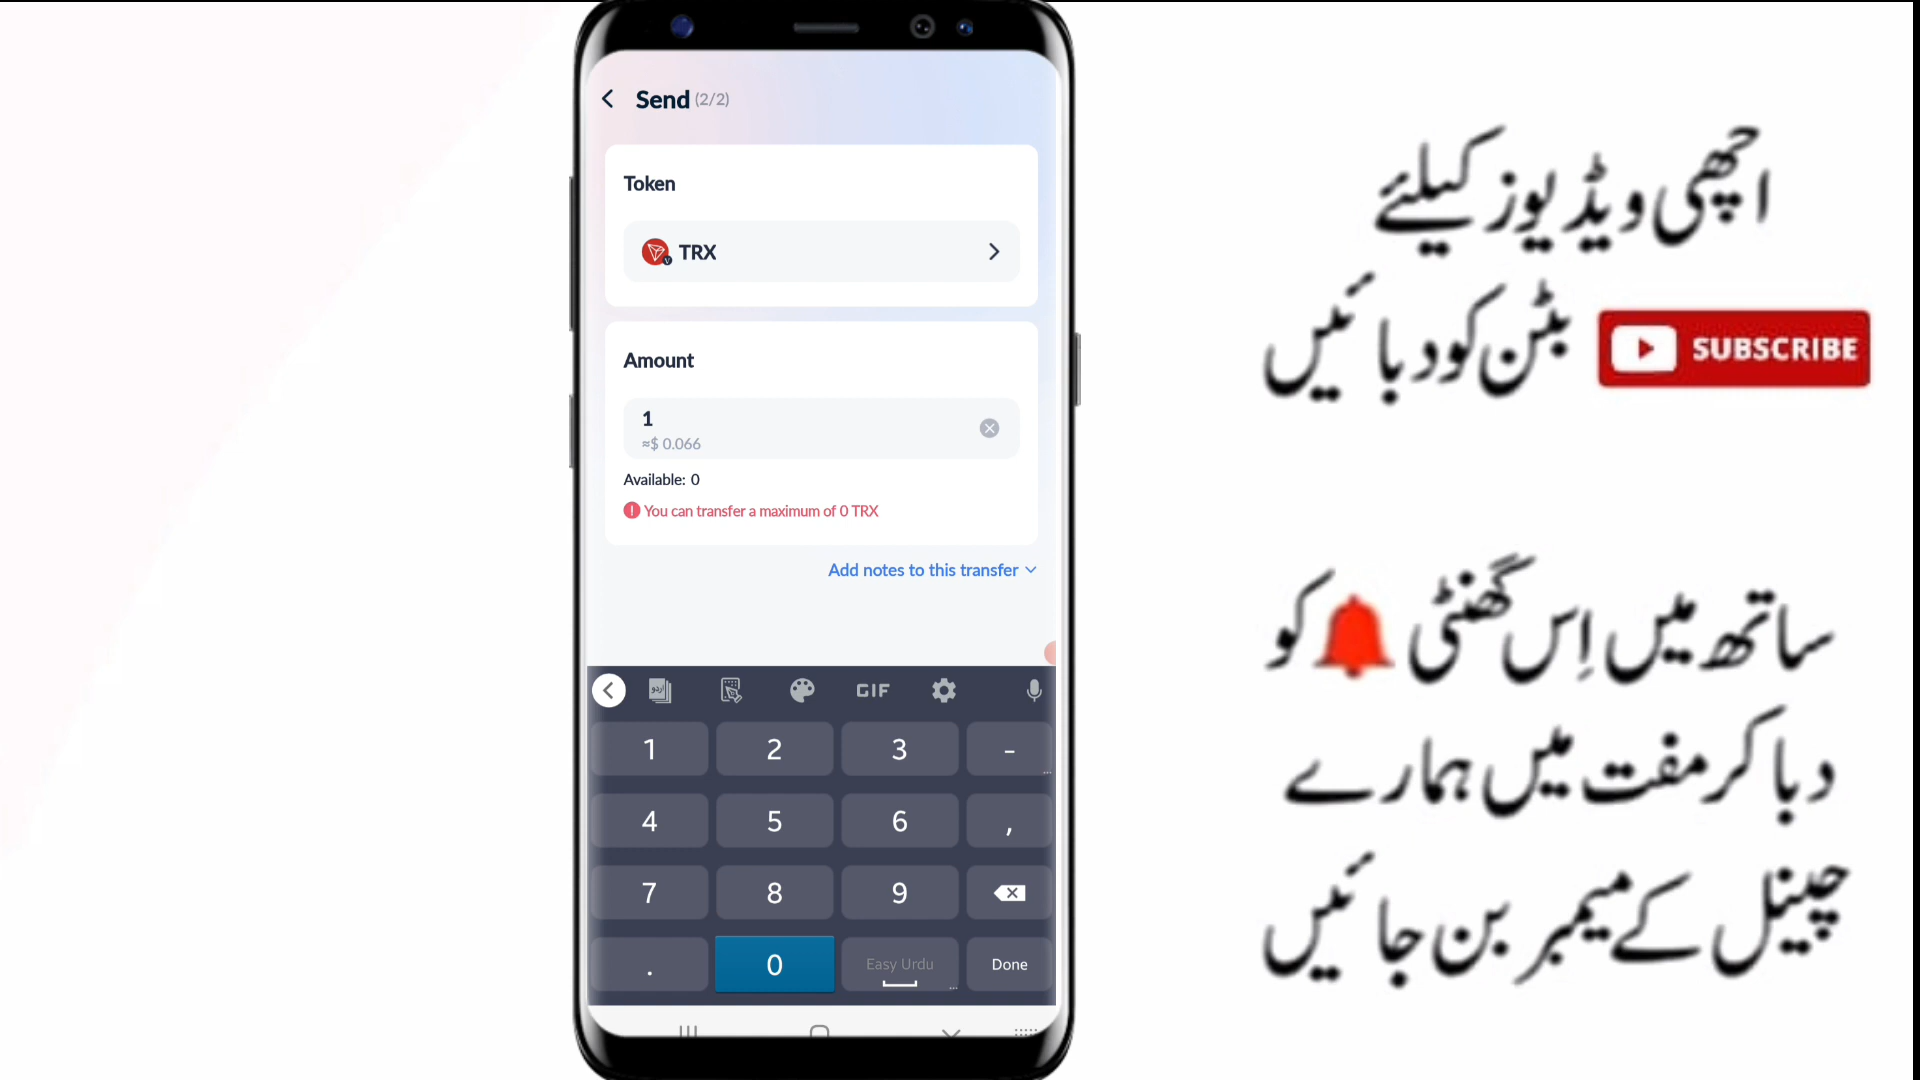 Send (2/2)
Token
TRX
Amount
1
≈$ 0.066
Available: 0
You can transfer a maximum of 0 TRX
Add notes to this transfer
اردو
GIF
1 2 3 -
4 5 6 ,
7 8 9
. 0 Easy Urdu Done
اچھی ویڈیوز کیلئے
SUBSCRIBE بٹن کو دبائیں
ساتھ میں اِس گھنٹی کو
دبا کر مفت میں ہمارے
چینل کے میمبر بن جائیں